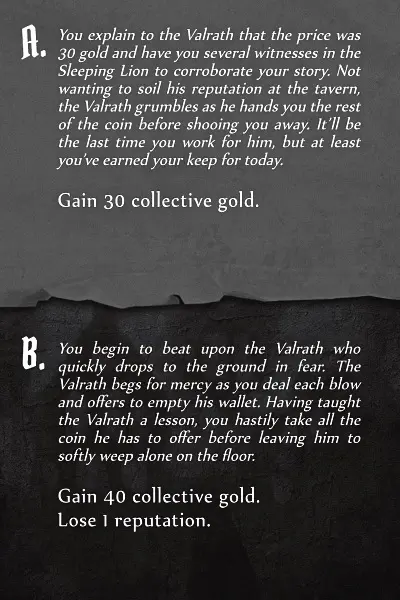 A. You explain to the Valrath that the price was
30 gold and have you several witnesses in the
Sleeping Lion to corroborate your story. Not
wanting to soil his reputation at the tavern,
the Valrath grumbles as he hands you the rest
of the coin before shooing you away. It'll be
the last time you work for him, but at least
you've earned your keep for today.
Gain 30 collective gold.
B. You begin to beat upon the Valrath who
quickly drops to the ground in fear. The
Valrath begs for mercy as you deal each blow
and offers to empty his wallet. Having taught
the Valrath a lesson, you hastily take all the
coin he has to offer before leaving him to
softly weep alone on the floor.
Gain 40 collective gold.
Lose 1 reputation.